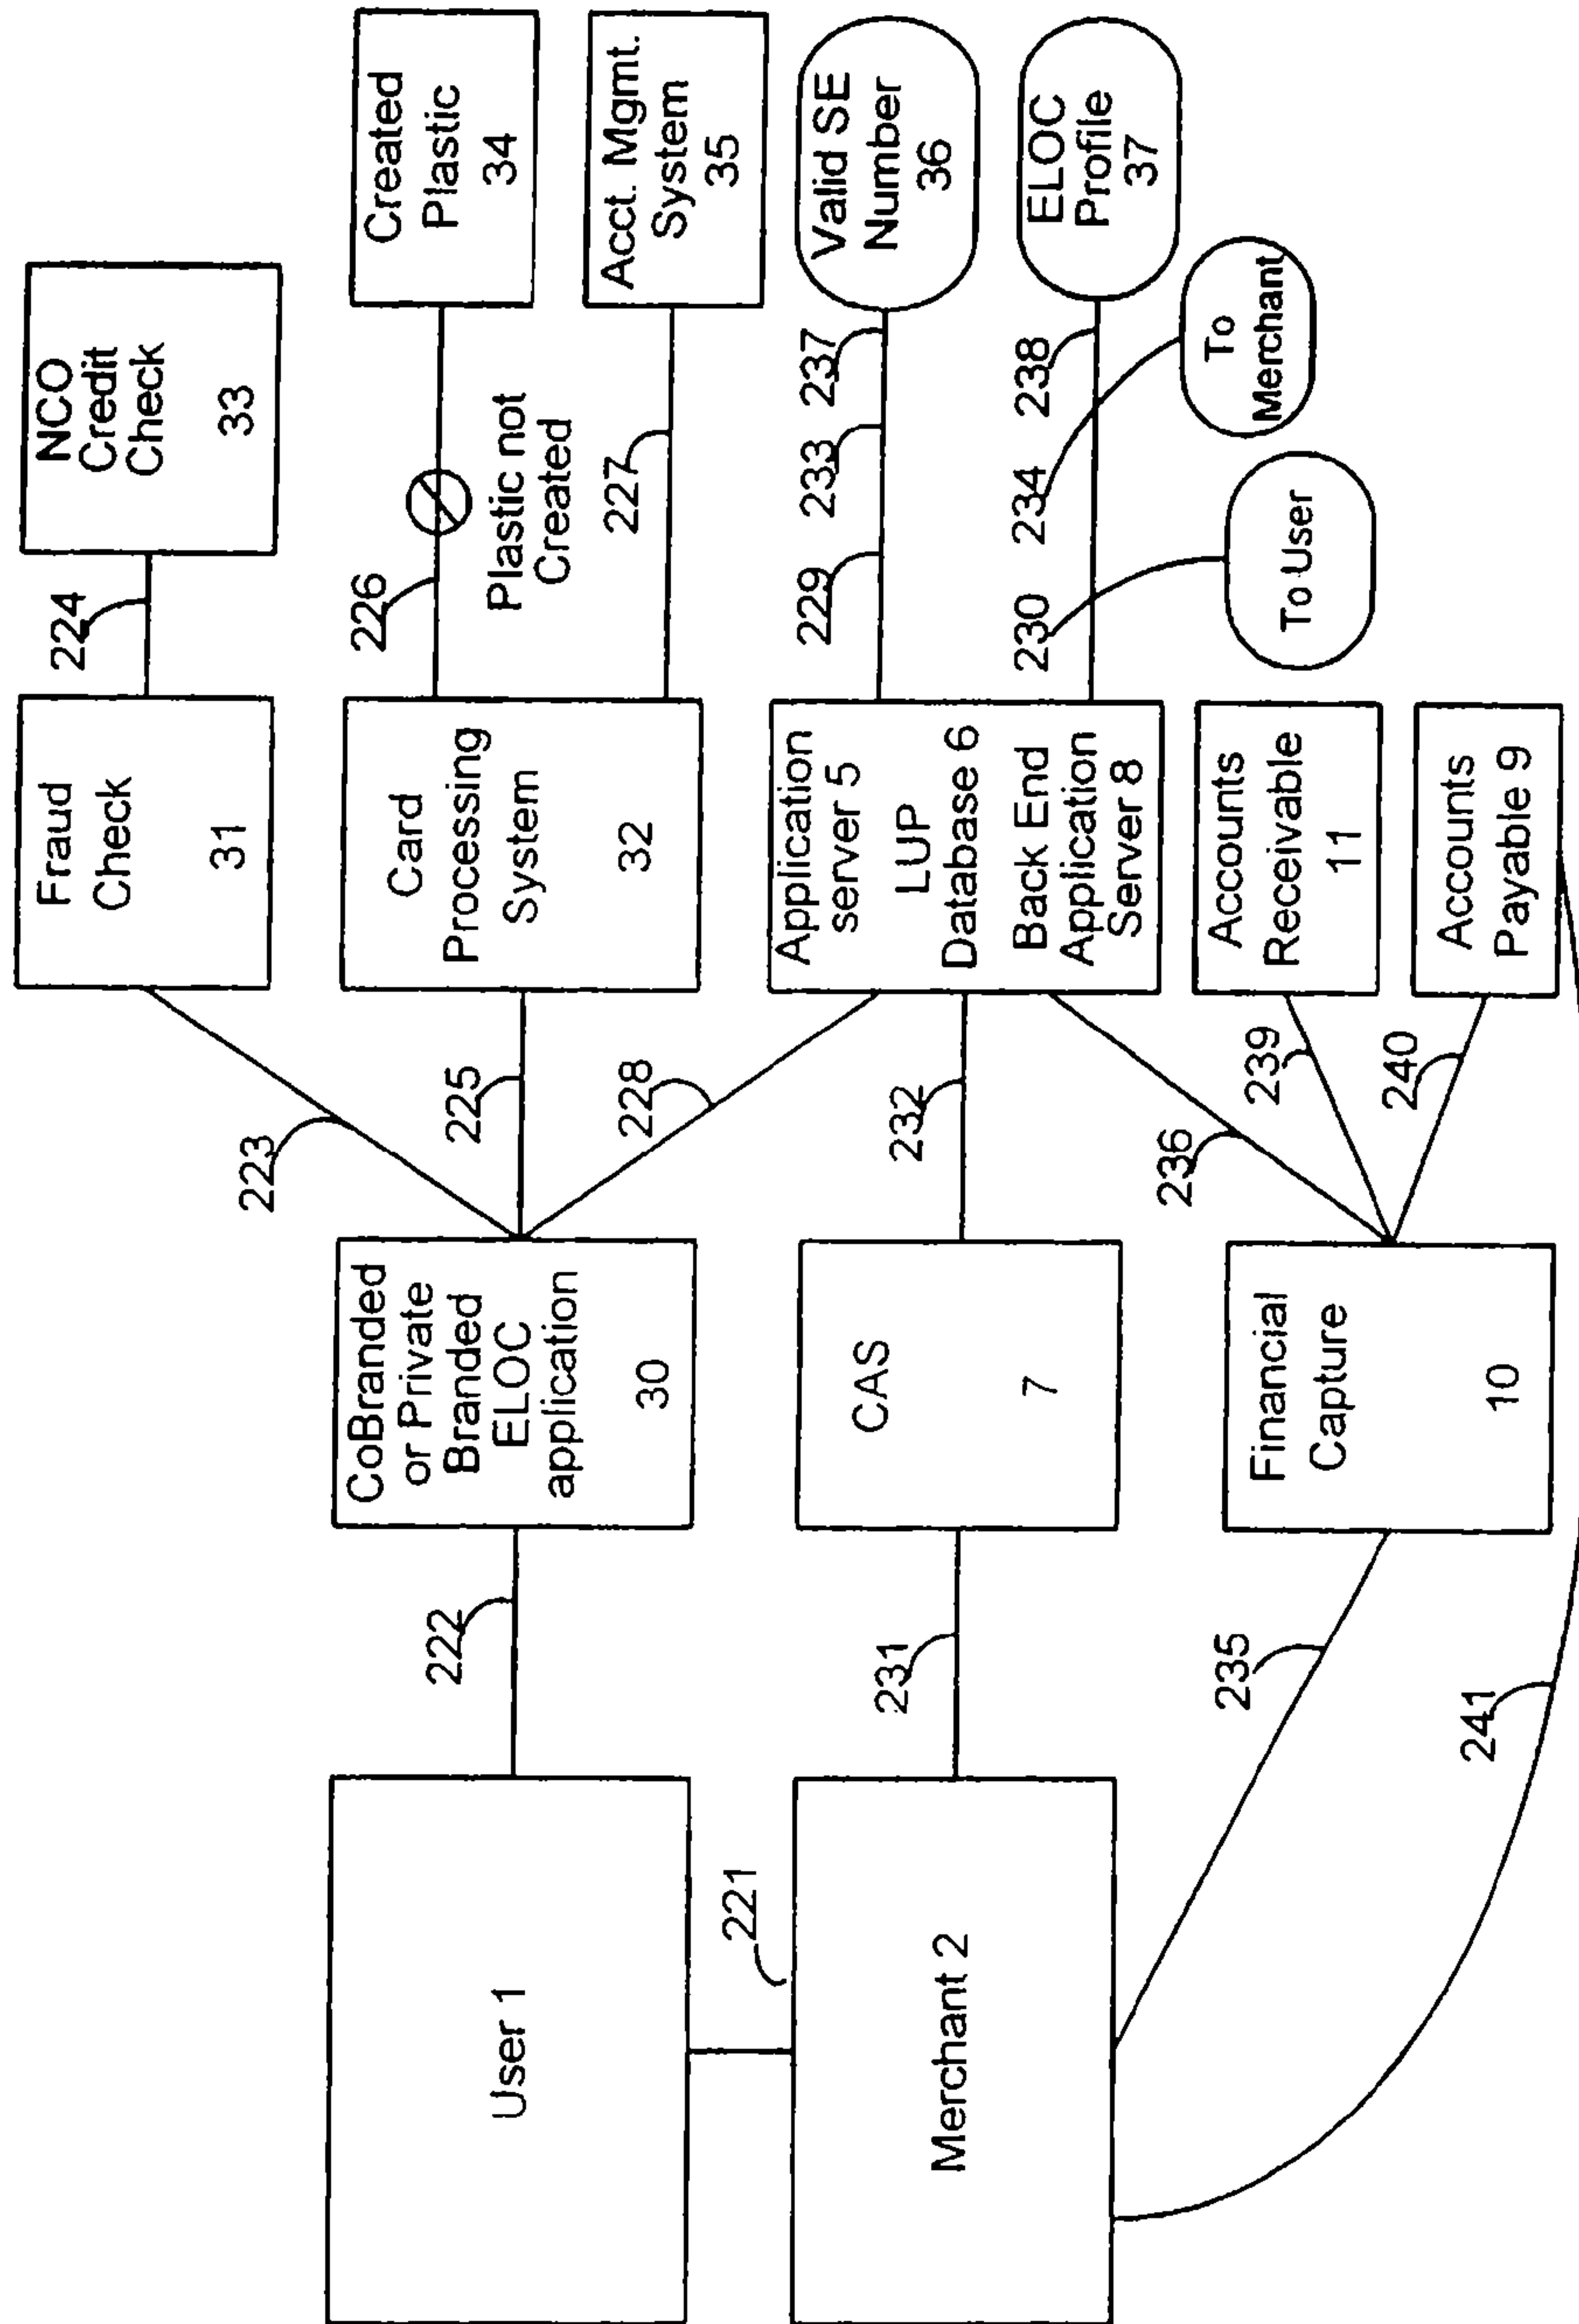 NCO
Credit
Check
33
224
Fraud
Check
31
223
Created
Plastic
34
226
Plastic not
Created
Acct. Mgmt.
System
35
227
Card
Processing
System
32
225
228
CoBranded
or Private
Branded
ELOC
application
30
222
User 1
221
Valid SE
Number
36
229
233
237
ELOC
Profile
37
230
234
238
To
Merchant
To User
Application
server 5
LUP
Database 6
Back End
Application
Server 8
232
CAS
7
231
Merchant 2
236
Accounts
Receivable
11
239
Accounts
Payable 9
240
Financial
Capture
10
235
241